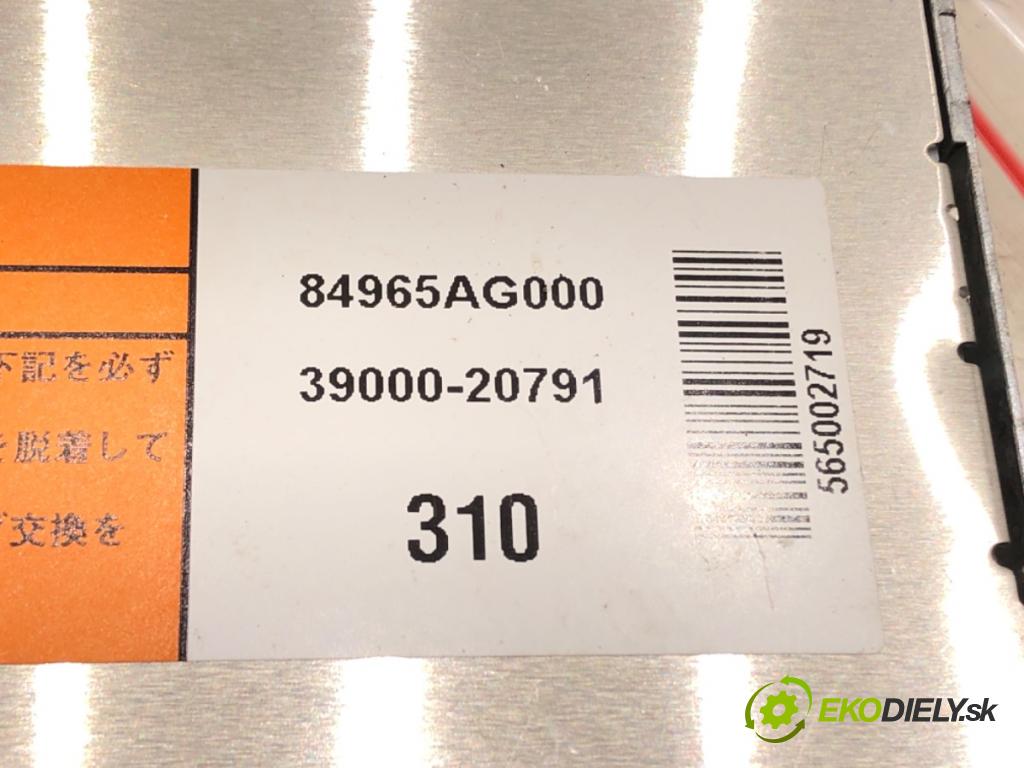 84965AG000
39000-20791
310
565002719
下記を必ず
を脱着して
交換を
EKODIELY.sk